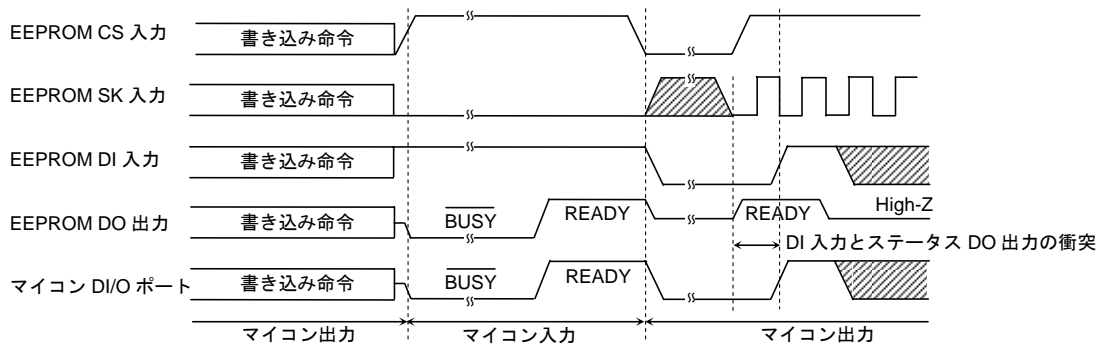 EEPROM CS 入力
書き込み命令
EEPROM SK 入力
書き込み命令
EEPROM DI 入力
書き込み命令
EEPROM DO 出力
書き込み命令
BUSY
READY
READY
High-Z
DI 入力とステータス DO 出力の衝突
マイコン DI/O ポート
書き込み命令
BUSY
READY
マイコン出力
マイコン入力
マイコン出力